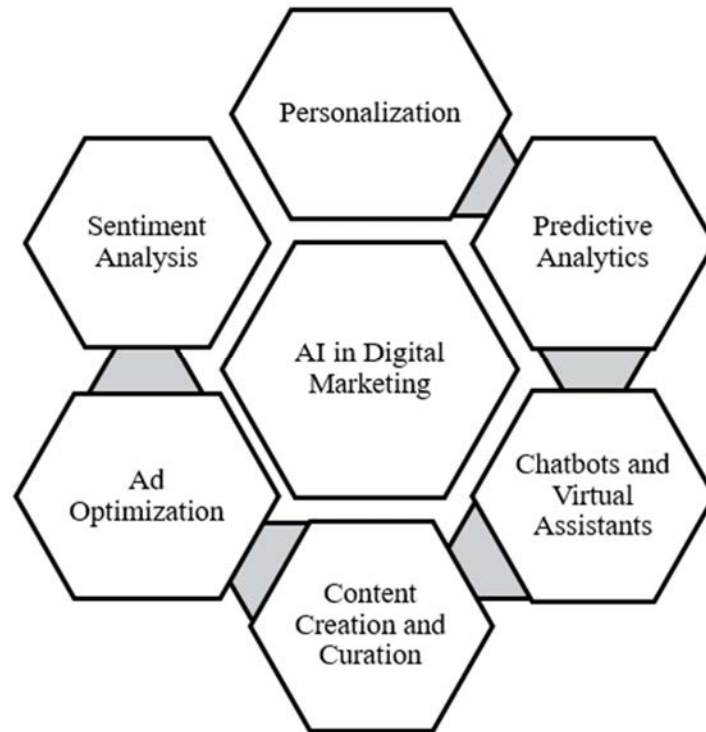 Personalization
Sentiment
Analysis
Predictive
Analytics
AI in Digital
Marketing
Ad
Optimization
Chatbots and
Virtual
Assistants
Content
Creation and
Curation